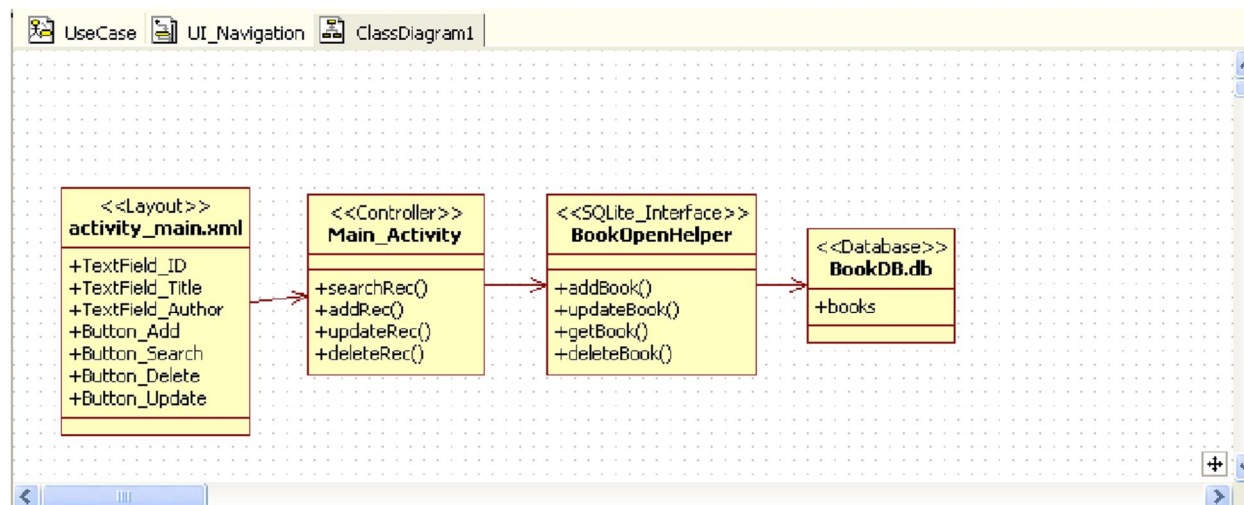 UseCase UI_Navigation ClassDiagram1
<<Layout>>
activity_main.xml
+TextField_ID
+TextField_Title
+TextField_Author
+Button_Add
+Button_Search
+Button_Delete
+Button_Update
<<Controller>>
Main_Activity
+searchRec()
+addRec()
+updateRec()
+deleteRec()
<<SQLite_Interface>>
BookOpenHelper
+addBook()
+updateBook()
+getBook()
+deleteBook()
<<Database>>
BookDB.db
+books